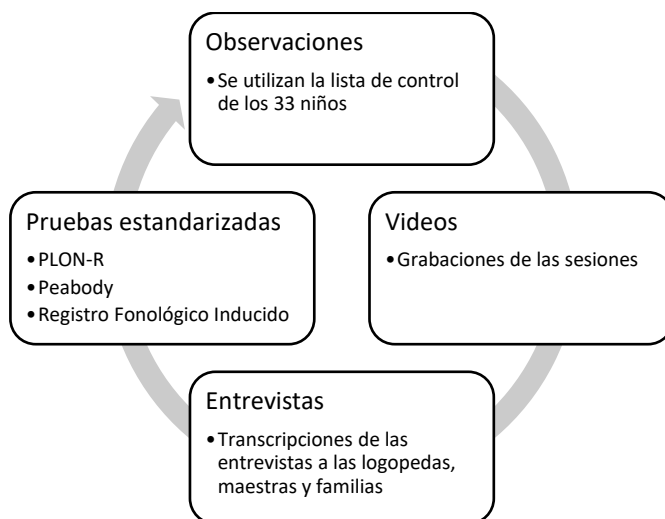 Observaciones
•Se utilizan la lista de control
de los 33 niños
Pruebas estandarizadas
•PLON-R
•Peabody
•Registro Fonológico Inducido
Videos
•Grabaciones de las sesiones
Entrevistas
•Transcripciones de las
entrevistas a las logopedas,
maestras y familias